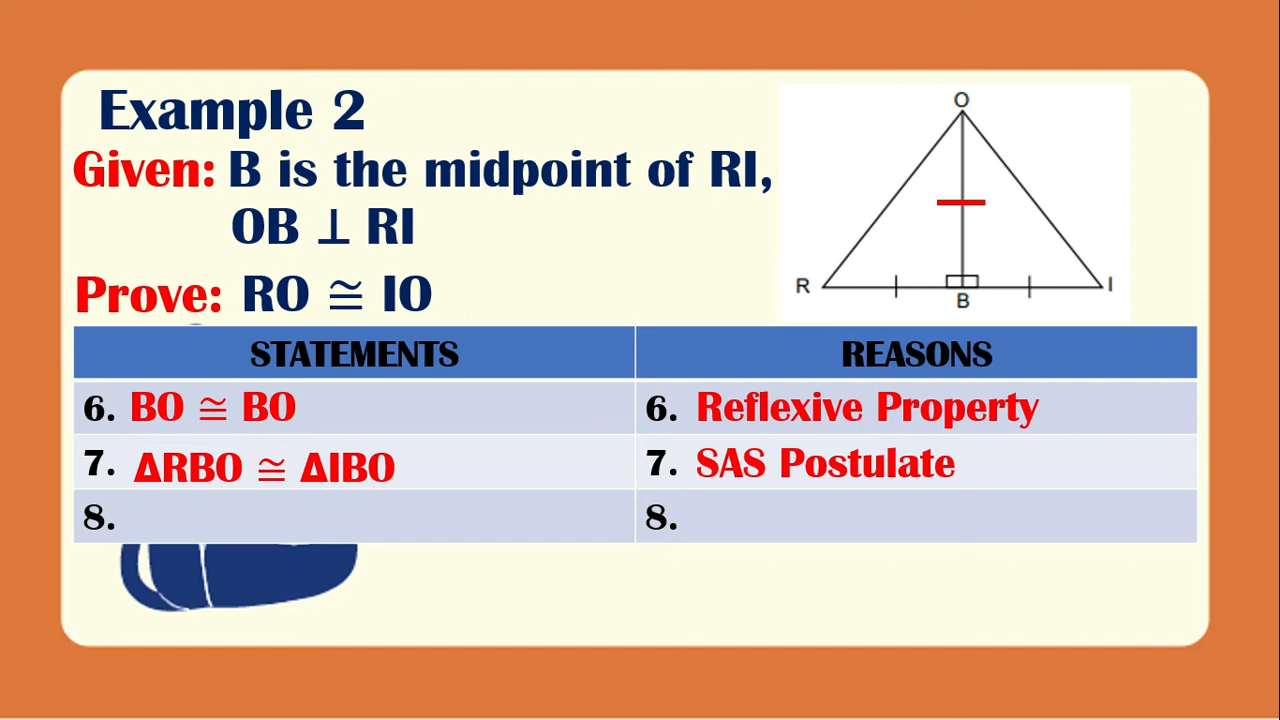 Example 2
Given: B is the midpoint of RI,
OB ⊥ RI
Prove: RO ≅ IO
O
R
B
I
STATEMENTS REASONS
6. BO ≅ BO 6. Reflexive Property
7. ΔRBO ≅ ΔIBO 7. SAS Postulate
8. 8.